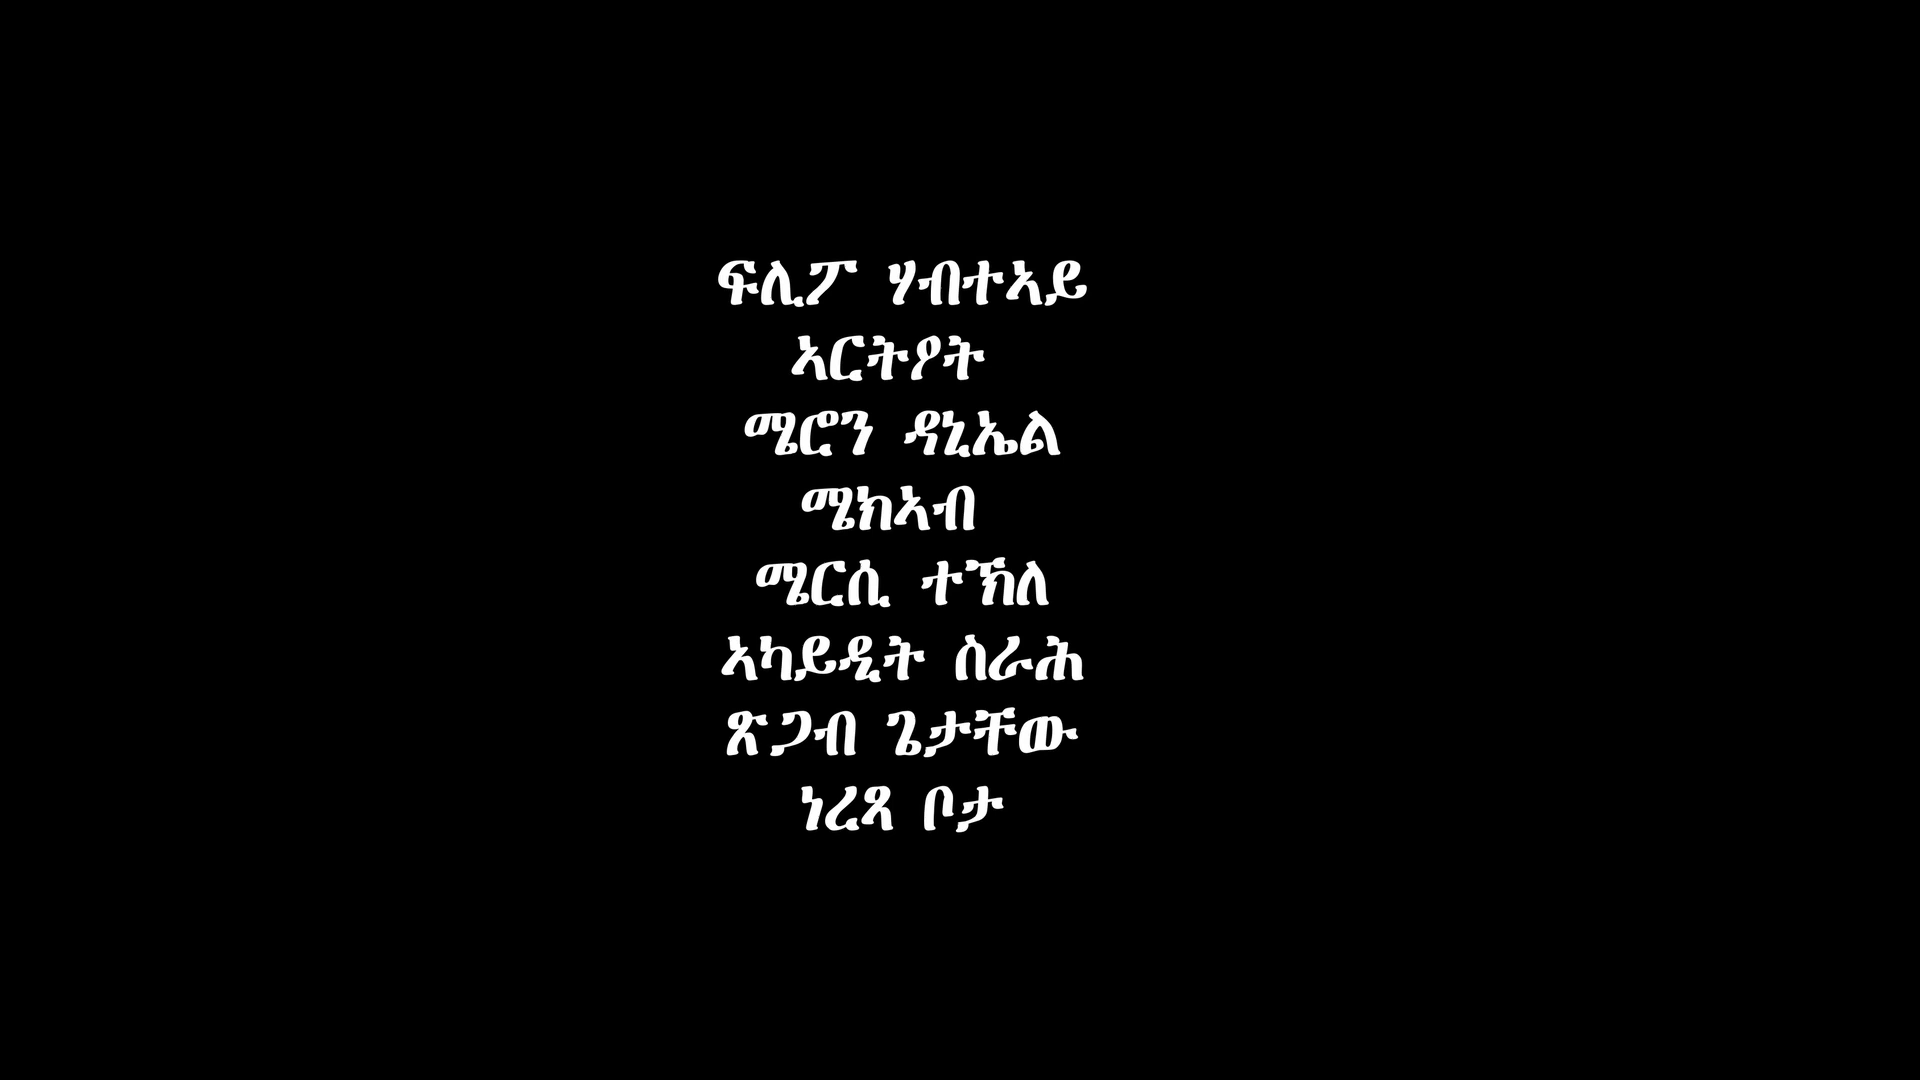 ፍሊፖ ሃብተኣይ
ኣርትዖት
ሜሮን ዳኒኤል
ሜክኣብ
ሜርሲ ተኽለ
ኣካይዲት ስራሕ
ጽጋብ ጌታቸው
ነረጻ ቦታ